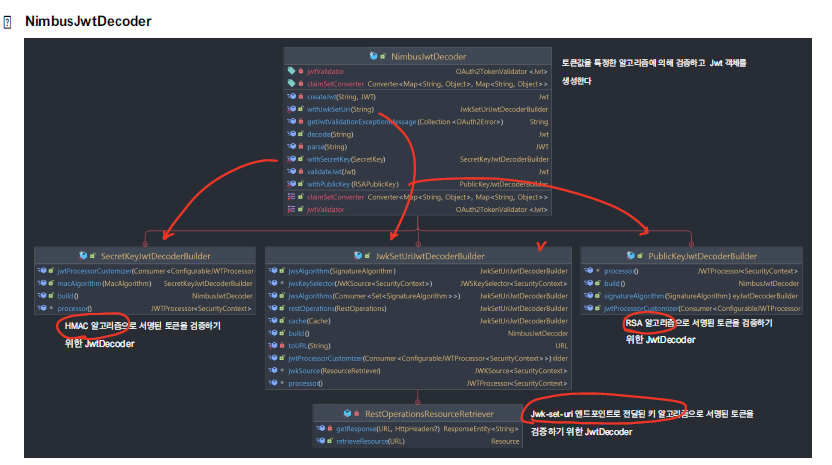 NimbusJwtDecoder
NimbusJwtDecoder
jwtValidator OAuth2TokenValidator <Jwt>
claimSetConverter Converter<Map<String, Object>, Map<String, Object>>
createJwt(String, JWT) Jwt
withJwkSetUri(String) JwkSetUriJwtDecoderBuilder
getJwtValidationExceptionMessage(Collection <OAuth2Error>) String
decode(String) Jwt
parse(String) JWT
withSecretKey(SecretKey) SecretKeyJwtDecoderBuilder
validateJwt(Jwt) Jwt
withPublicKey (RSAPublicKey) PublicKeyJwtDecoderBuilder
claimSetConverter Converter<Map<String, Object>, Map<String, Object>>
jwtValidator OAuth2TokenValidator <Jwt>
토큰값을 특정한 알고리즘에 의해 검증하고 Jwt 객체를
생성한다
SecretKeyJwtDecoderBuilder
jwtProcessorCustomizer(Consumer<ConfigurableJWTProcessor
macAlgorithm(MacAlgorithm) SecretKeyJwtDecoderBuilder
build() NimbusJwtDecoder
processor() JWTProcessor<SecurityContext>
HMAC 알고리즘으로 서명된 토큰을 검증하기
위한 JwtDecoder
JwkSetUriJwtDecoderBuilder
jwsAlgorithm(SignatureAlgorithm) JwkSetUriJwtDecoderBuilder
jwsKeySelector(JWKSource<SecurityContext>) JWSKeySelector<SecurityContext>
jwsAlgorithms(Consumer<Set<SignatureAlgorithm>>) JwkSetUriJwtDecoderBuilder
restOperations(RestOperations) JwkSetUriJwtDecoderBuilder
cache(Cache) JwkSetUriJwtDecoderBuilder
build() NimbusJwtDecoder
toURL(String) URL
jwtProcessorCustomizer(Consumer<ConfigurableJWTProcessor<SecurityContext>>) ilder
jwkSource(ResourceRetriever) JWKSource<SecurityContext>
processor() JWTProcessor<SecurityContext>
PublicKeyJwtDecoderBuilder
processor() JWTProcessor<SecurityContext>
build() NimbusJwtDecoder
signatureAlgorithm(SignatureAlgorithm) eyJwtDecoderBuilder
jwtProcessorCustomizer(Consumer<ConfigurableJWTProcessor
RSA 알고리즘으로 서명된 토큰을 검증하기
위한 JwtDecoder
RestOperationsResourceRetriever
getResponse(URL, HttpHeaders?) ResponseEntity<String>
retrieveResource(URL) Resource
Jwk-set-uri 엔드포인트로 전달된 키 알고리즘으로 서명된 토큰을
검증하기 위한 JwtDecoder